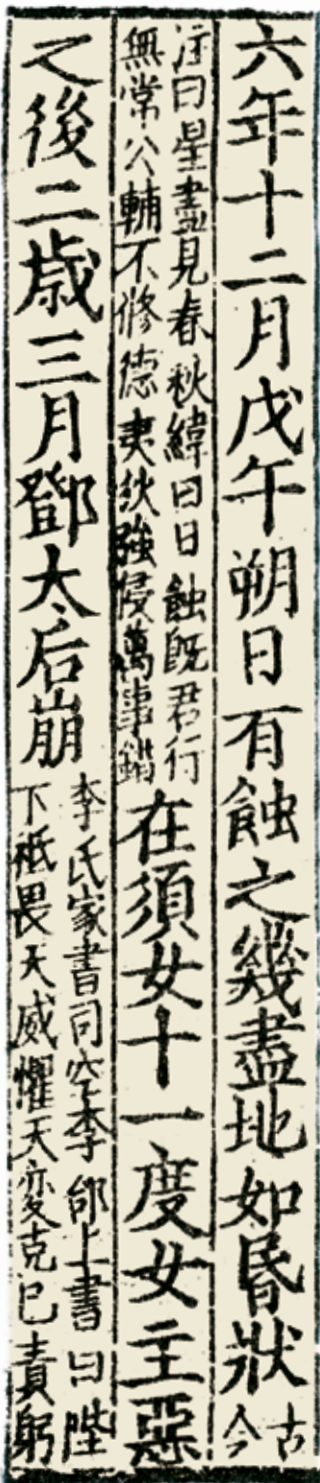 六年十二月戊午朔日有蝕之幾盡地如昬狀古
今
注曰星盡見春秋緯曰日蝕既君行
無常公輔不修德夷狄強侵萬事錯
在須女十一度女主惡
之後二歳三月鄧太后崩
李氏家書司空李郃上書曰陛
下祗畏天威懼天変克已責躬